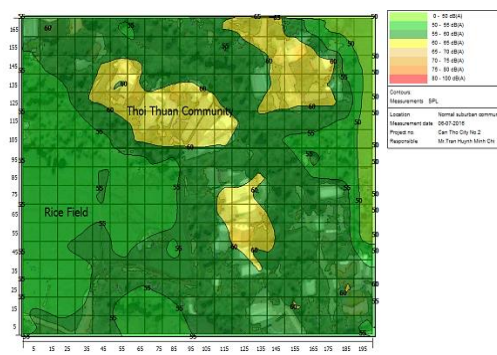 0 - 50 dB(A)
50 - 55 dB(A)
55 - 60 dB(A)
60 - 65 dB(A)
65 - 70 dB(A)
70 - 75 dB(A)
75 - 80 dB(A)
80 - 100 dB(A)
Contours
Measurements SPL
Location Normal suburban commun
Measurement date 06-07-2016
Project no. Can Tho City No.2
Responsible Mr.Tran Huynh Minh Chi
Thoi Thuan Community
Rice Field
165
155
145
135
125
115
105
95
85
75
65
55
45
35
25
15
5
5 15 25 35 45 55 65 75 85 95 105 115 125 135 145 155 165 175 185 195